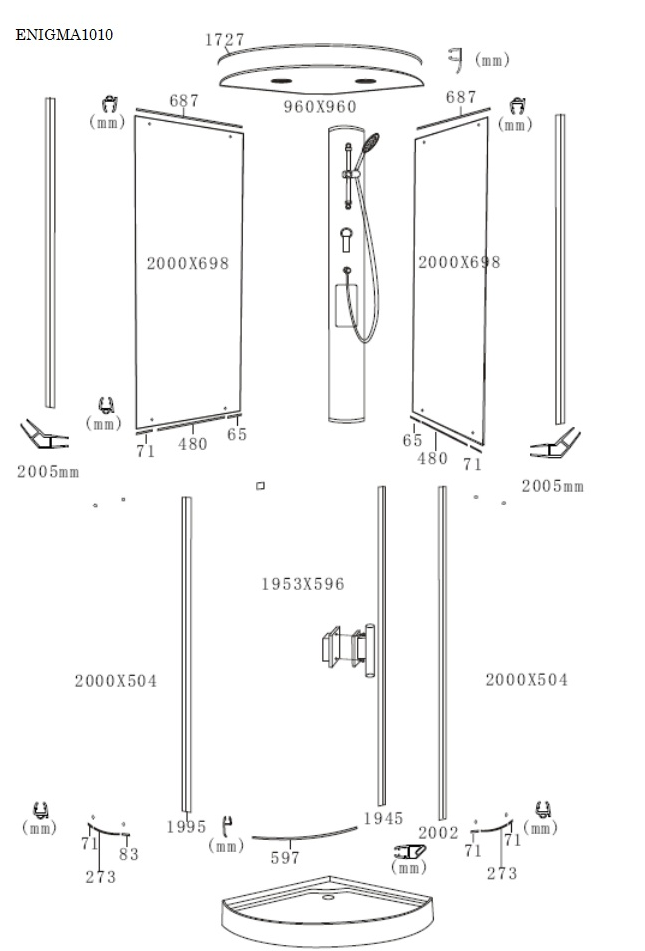 ENIGMA1010
1727
(mm)
960X960
687
(mm)
687
(mm)
2000X698
2000X698
(mm)
71
480
65
65
480
71
2005mm
2005mm
1953X596
2000X504
2000X504
(mm)
71
83
273
1995
(mm)
597
1945
2002
(mm)
71
71
273
(mm)